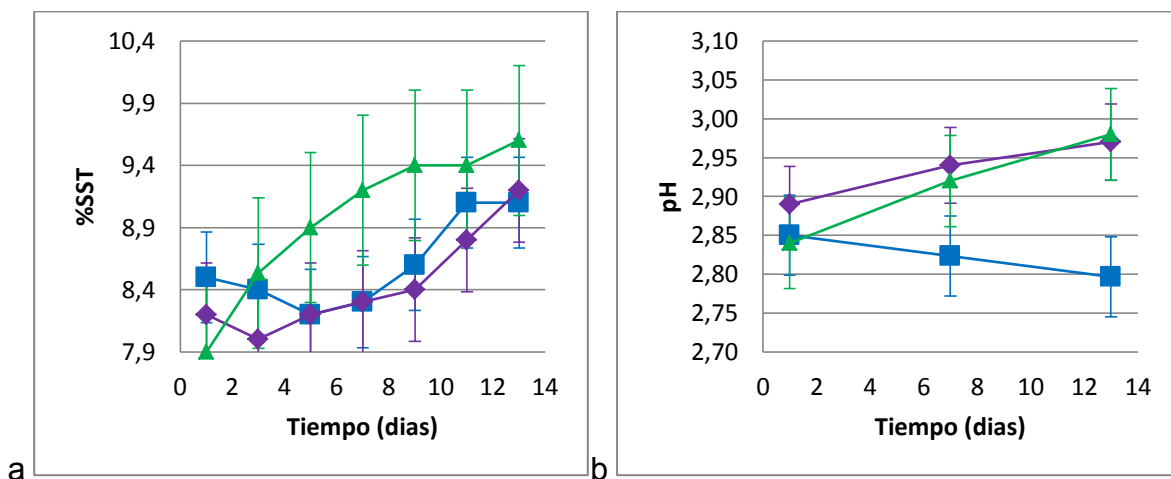 %SST
10,4
9,9
9,4
8,9
8,4
7,9
0 2 4 6 8 10 12 14
Tiempo (dias)
a
pH
3,10
3,05
3,00
2,95
2,90
2,85
2,80
2,75
2,70
0 2 4 6 8 10 12 14
Tiempo (dias)
b